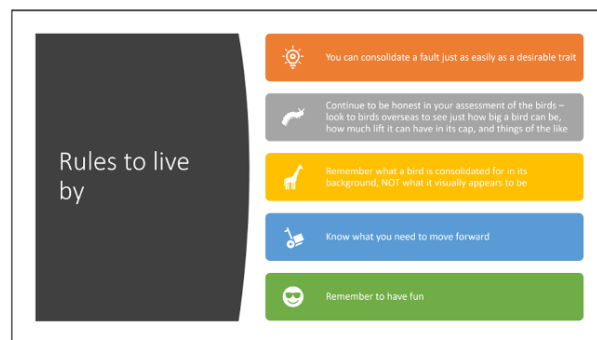 Rules to live
by
You can consolidate a fault just as easily as a desirable trait
Continue to be honest in your assessment of the birds –
look to birds overseas to see just how big a bird can be,
how much lift it can have in its cap, and things of the like
Remember what a bird is consolidated for in its
background, NOT what it visually appears to be
Know what you need to move forward
Remember to have fun